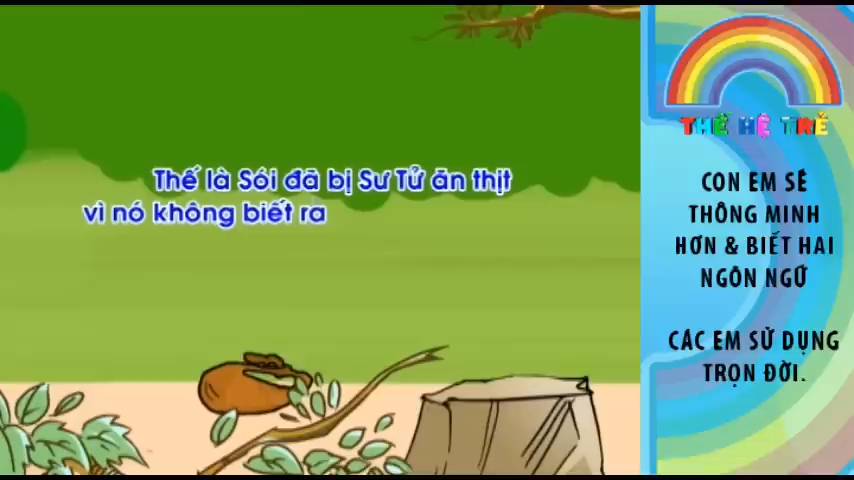 Thế là Sói đã bị Sư Tử ăn thịt
vì nó không biết ra
THẾ HỆ TRẺ
CON EM SẼ
THÔNG MINH
HƠN & BIẾT HAI
NGÔN NGỮ
CÁC EM SỬ DỤNG
TRỌN ĐỜI.